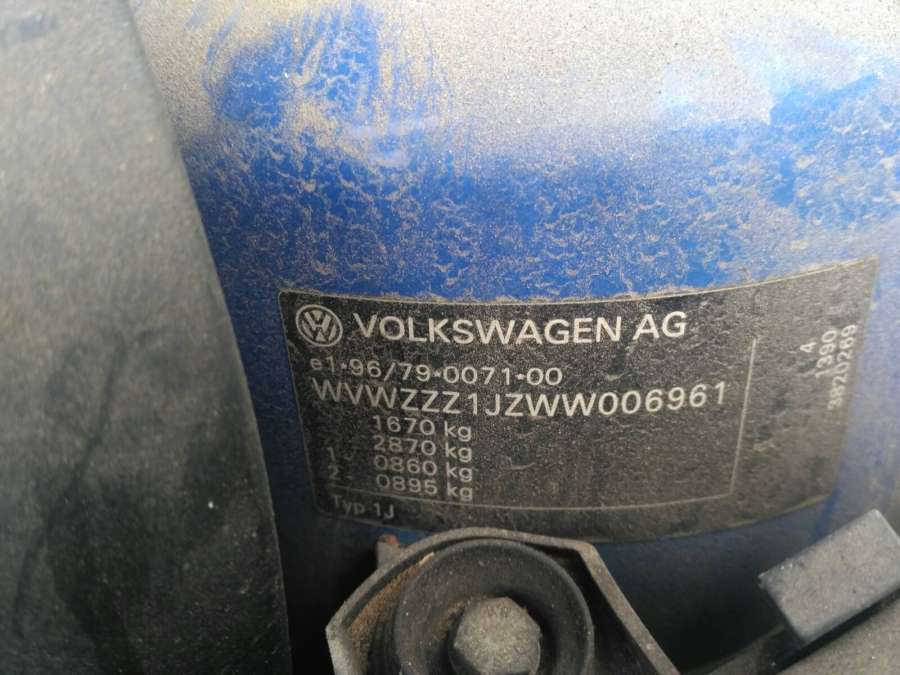 VOLKSWAGEN AG
e1*96/79*0071*00
WVWZZZ1JZWW006961
1670 kg
2870 kg
1 - 0860 kg
2 - 0895 kg
Typ 1J
4
1390
3820269